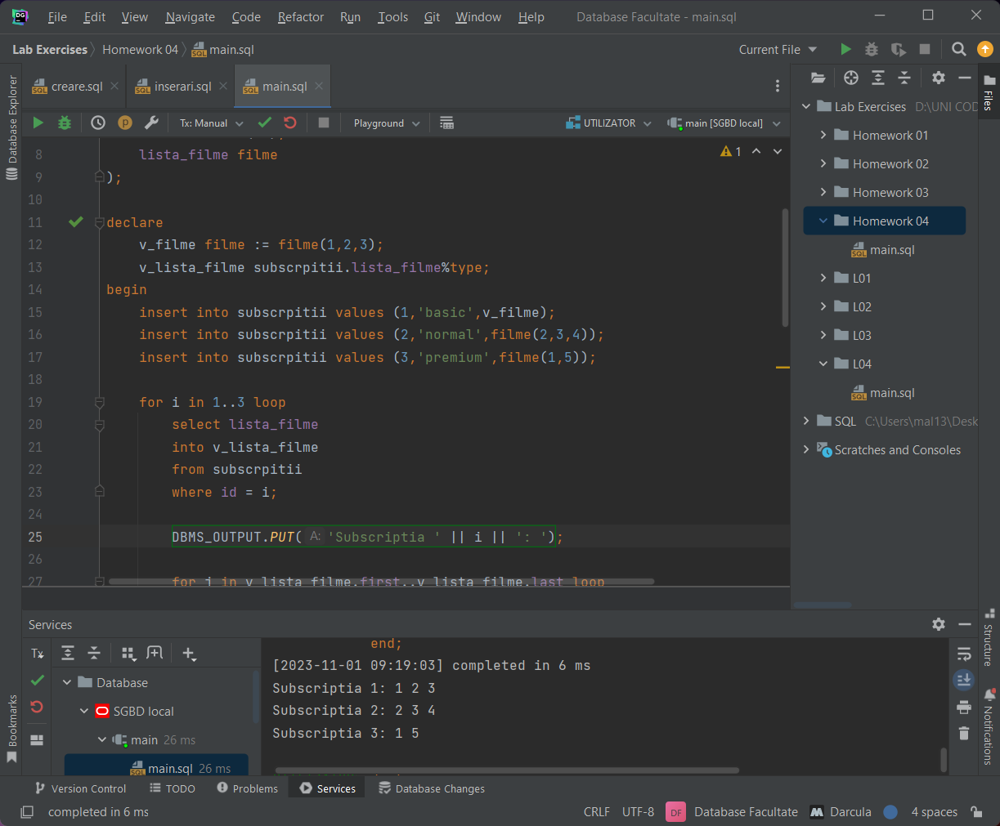 DG File Edit View Navigate Code Refactor Run Tools Git Window Help Database Facultate - main.sql
Lab Exercises Homework 04 main.sql Current File
creare.sql inserari.sql main.sql
Tx: Manual Playground UTILIZATOR main [SGBD local]
1
8 lista_filme filme
9 );
10
11 declare
12 v_filme filme := filme(1,2,3);
13 v_lista_filme subscrpitii.lista_filme%type;
14 begin
15 insert into subscrpitii values (1,'basic',v_filme);
16 insert into subscrpitii values (2,'normal',filme(2,3,4));
17 insert into subscrpitii values (3,'premium',filme(1,5));
18
19 for i in 1..3 loop
20 select lista_filme
21 into v_lista_filme
22 from subscrpitii
23 where id = i;
24
25 DBMS_OUTPUT.PUT( A: 'Subscriptia ' || i || ': ');
26
27 for j in v_lista_filme.first..v_lista_filme.last loop
Database Explorer
Bookmarks
Lab Exercises D:\UNI COD
Homework 01
Homework 02
Homework 03
Homework 04
main.sql
L01
L02
L03
L04
main.sql
SQL C:\Users\mal13\Desk
Scratches and Consoles
Files
Structure
Notifications
Services
Tx
Database
SGBD local
main 26 ms
main.sql 26 ms
end;
[2023-11-01 09:19:03] completed in 6 ms
Subscriptia 1: 1 2 3
Subscriptia 2: 2 3 4
Subscriptia 3: 1 5
Version Control TODO Problems Services Database Changes
completed in 6 ms CRLF UTF-8 DF Database Facultate Darcula 4 spaces